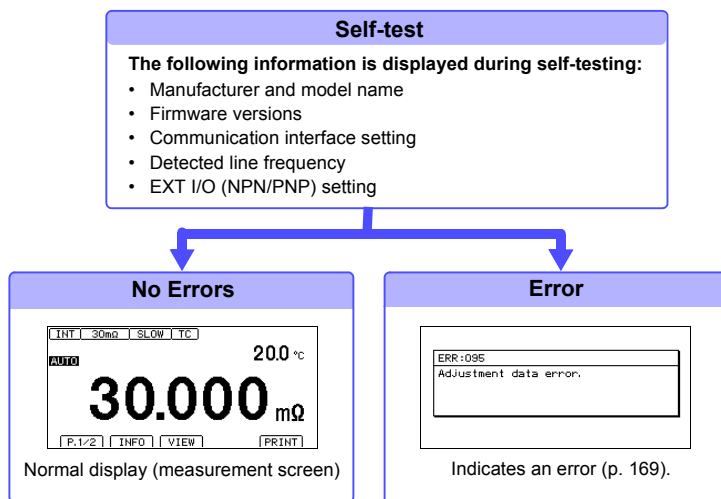 Self-test
The following information is displayed during self-testing:
• Manufacturer and model name
• Firmware versions
• Communication interface setting
• Detected line frequency
• EXT I/O (NPN/PNP) setting
No Errors
INT 30mΩ SLOW TC
AUTO 20.0 °C
30.000 mΩ
P.1/2 INFO VIEW PRINT
Normal display (measurement screen)
Error
ERR:095
Adjustment data error.
Indicates an error (p. 169).